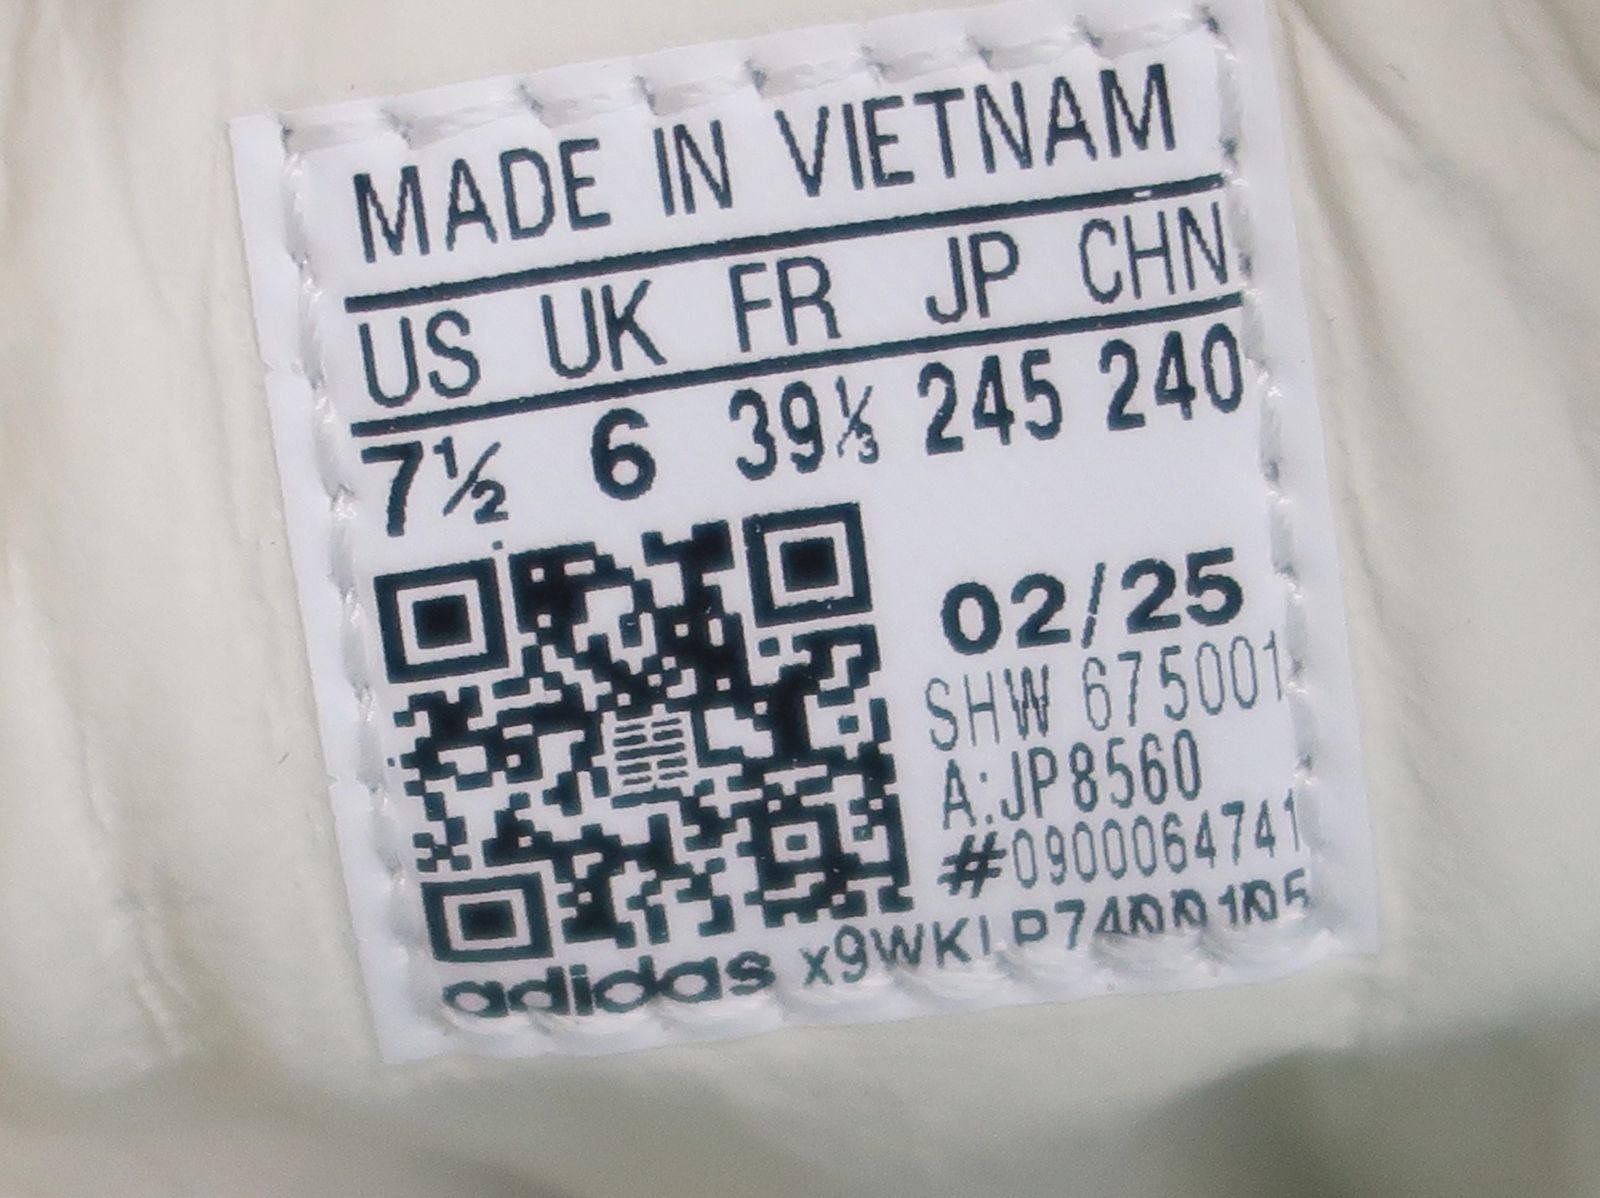 MADE IN VIETNAM
US UK FR JP CHN
7½ 6 39⅓ 245 240
02/25
SHW 675001
A:JP8560
#0900064741
adidas